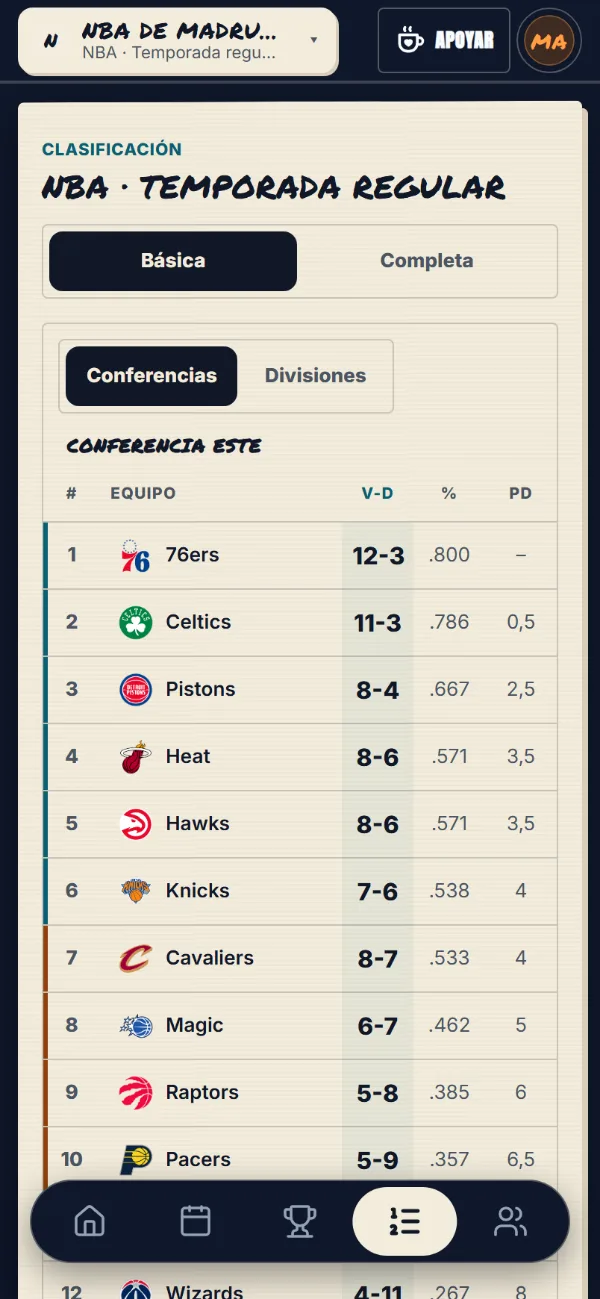 N
NBA DE MADRU...
NBA · Temporada regu...
▾
APOYAR
MA
CLASIFICACIÓN
NBA · TEMPORADA REGULAR
Básica
Completa
Conferencias
Divisiones
CONFERENCIA ESTE
# EQUIPO V-D % PD
1 76 76ers 12-3 .800 –
2 CELTICS Celtics 11-3 .786 0,5
3 DETROIT PISTONS Pistons 8-4 .667 2,5
4 Heat 8-6 .571 3,5
5 Hawks 8-6 .571 3,5
6 Knicks 7-6 .538 4
7 C Cavaliers 8-7 .533 4
8 Magic 6-7 .462 5
9 Raptors 5-8 .385 6
10 P Pacers 5-9 .357 6,5
12 Wizards 4-11 .267 8